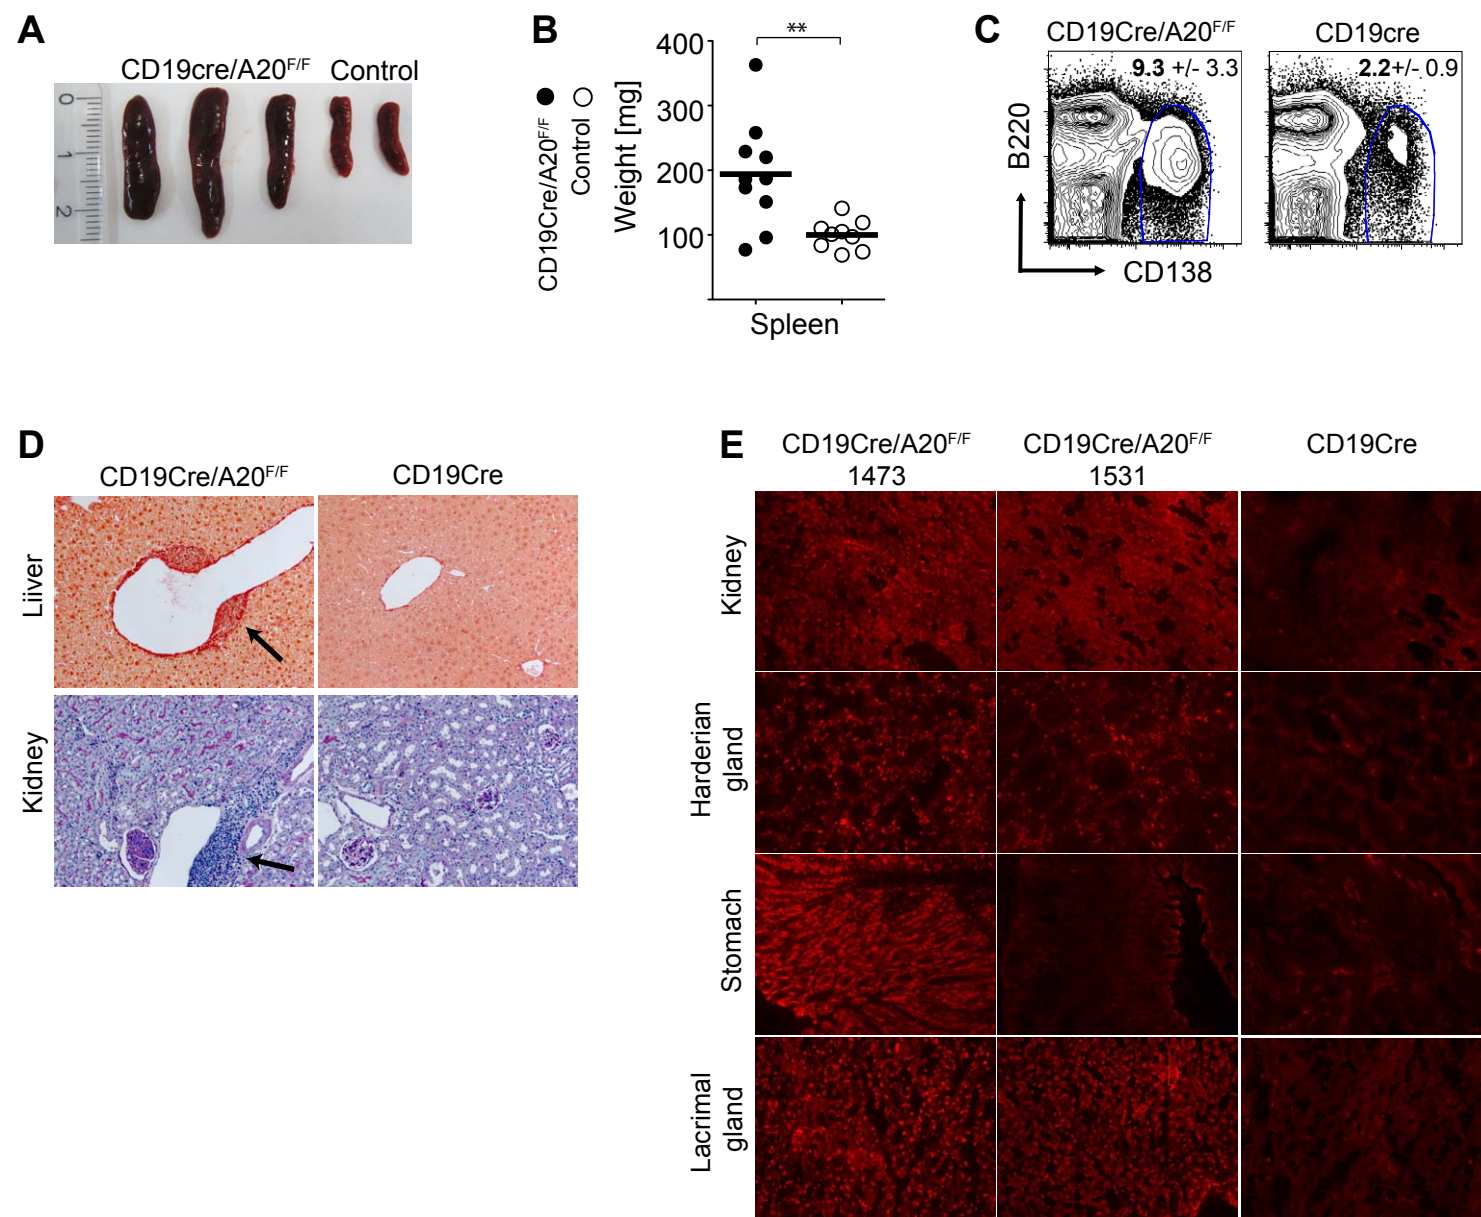 A
CD19cre/A20F/F Control
0
1
2
B
CD19Cre/A20F/F
Control
Weight [mg]
400
300
200
100
**
Spleen
C
CD19Cre/A20F/F CD19cre
9.3 +/- 3.3
2.2+/- 0.9
B220
CD138
D
CD19Cre/A20F/F CD19Cre
Liiver
Kidney
E
CD19Cre/A20F/F CD19Cre/A20F/F CD19Cre
1473 1531
Kidney
Harderian
gland
Stomach
Lacrimal
gland